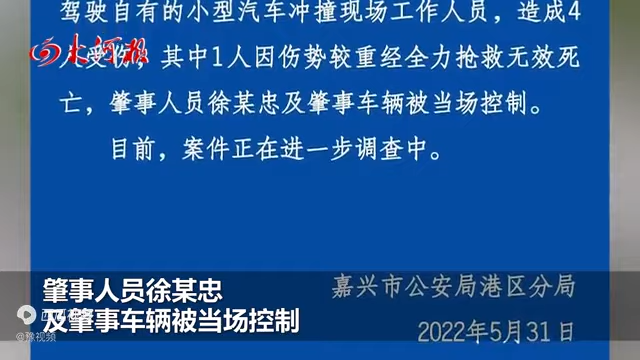 驾驶自有的小型汽车冲撞现场工作人员，造成4
人受伤，其中1人因伤势较重经全力抢救无效死
亡，肇事人员徐某忠及肇事车辆被当场控制。
目前，案件正在进一步调查中。
大河报
嘉兴市公安局港区分局
2022年5月31日
肇事人员徐某忠
及肇事车辆被当场控制
@豫视频